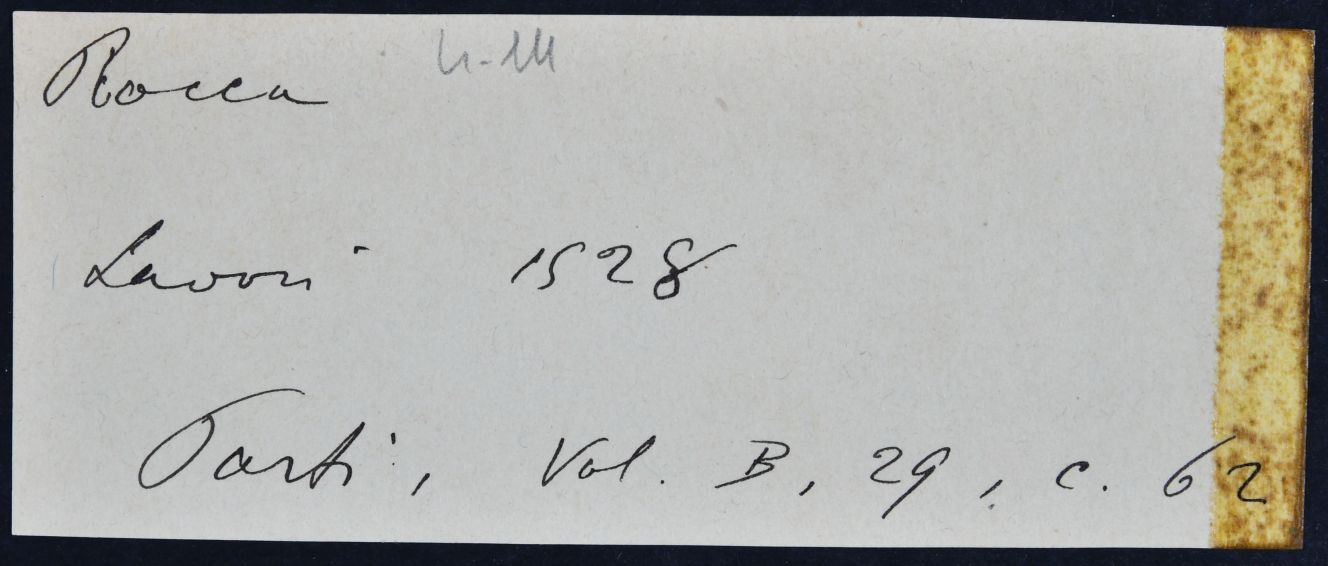 Rocca
Lavori 1528
Parti, Vol. B, 29, c. 62